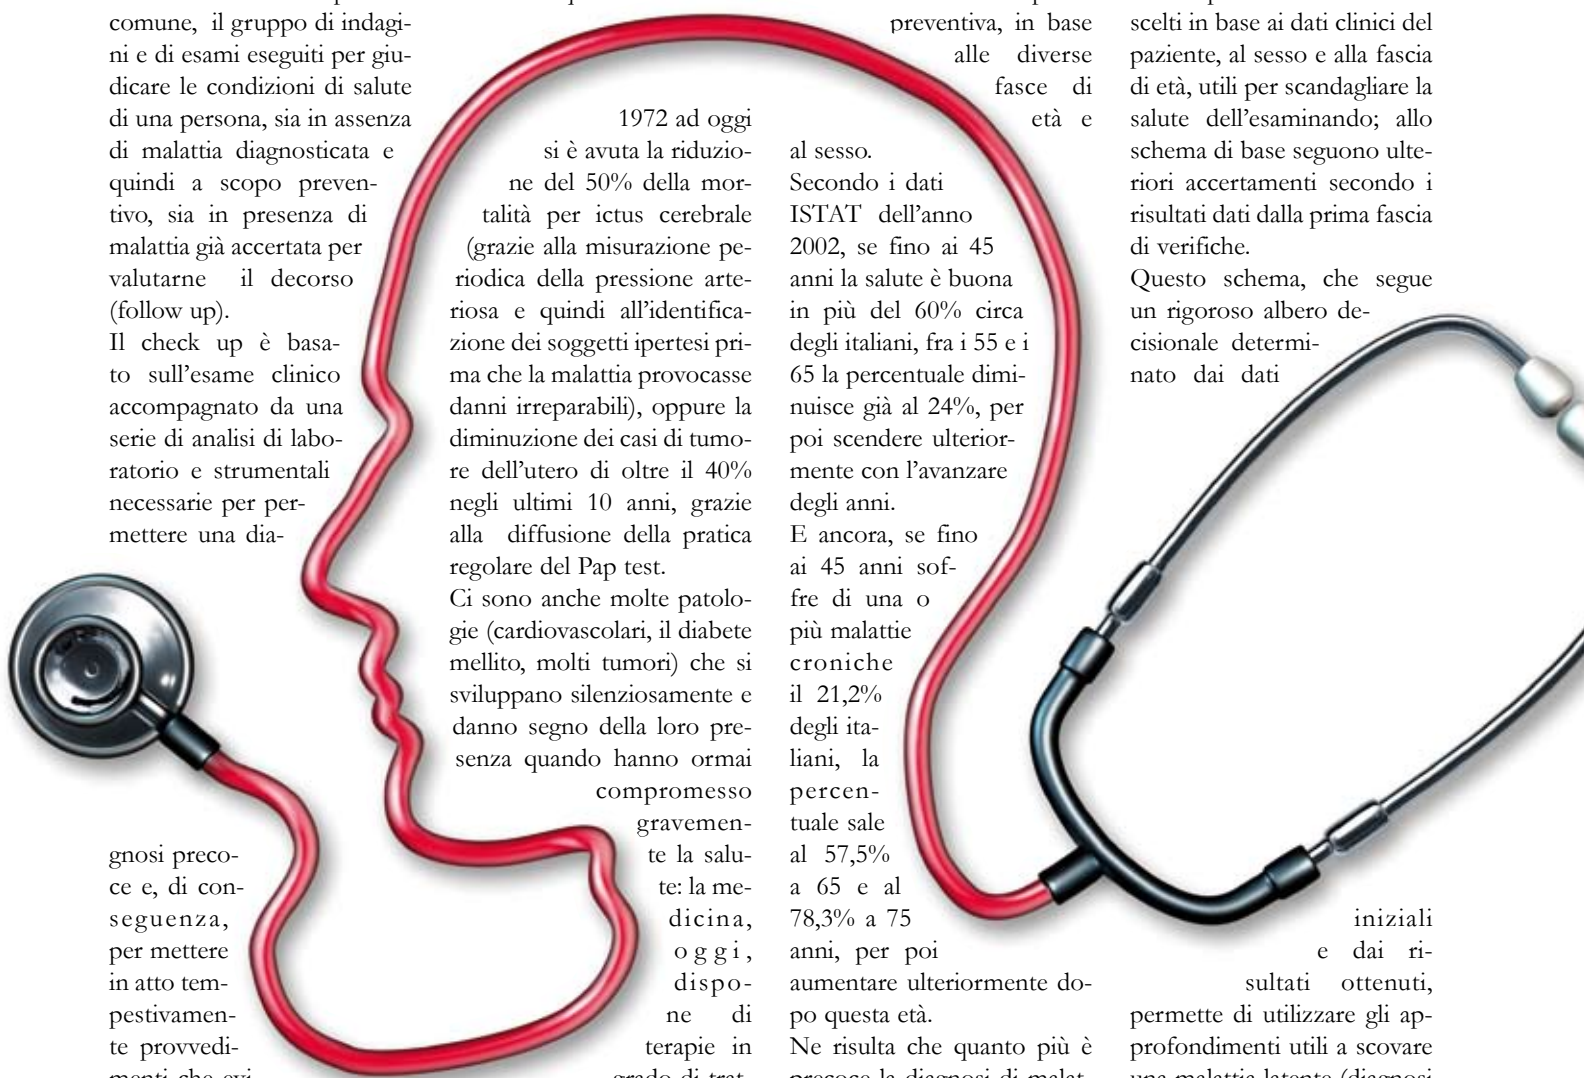 comune, il gruppo di indagi-
ni e di esami eseguiti per giu-
dicare le condizioni di salute
di una persona, sia in assenza
di malattia diagnosticata e
quindi a scopo preven-
tivo, sia in presenza di
malattia già accertata per
valutarne il decorso
(follow up).
Il check up è basa-
to sull'esame clinico
accompagnato da una
serie di analisi di labo-
ratorio e strumentali
necessarie per per-
mettere una dia-
gnosi preco-
ce e, di con-
seguenza,
per mettere
in atto tem-
pestivamen-
te provvedi-
menti che evi
1972 ad oggi
si è avuta la riduzio-
ne del 50% della mor-
talità per ictus cerebrale
(grazie alla misurazione pe-
riodica della pressione arte-
riosa e quindi all'identifica-
zione dei soggetti ipertesi pri-
ma che la malattia provocasse
danni irreparabili), oppure la
diminuzione dei casi di tumo-
re dell'utero di oltre il 40%
negli ultimi 10 anni, grazie
alla diffusione della pratica
regolare del Pap test.
Ci sono anche molte patolo-
gie (cardiovascolari, il diabete
mellito, molti tumori) che si
sviluppano silenziosamente e
danno segno della loro pre-
senza quando hanno ormai
compromesso
gravemen-
te la salu-
te: la me-
dicina,
oggi,
dispo-
ne di
terapie in
grado di trat-
preventiva, in base
alle diverse
fasce di
età e
al sesso.
Secondo i dati
ISTAT dell'anno
2002, se fino ai 45
anni la salute è buona
in più del 60% circa
degli italiani, fra i 55 e i
65 la percentuale dimi-
nuisce già al 24%, per
poi scendere ulterior-
mente con l'avanzare
degli anni.
E ancora, se fino
ai 45 anni sof-
fre di una o
più malattie
croniche
il 21,2%
degli ita-
liani, la
percen-
tuale sale
al 57,5%
a 65 e al
78,3% a 75
anni, per poi
aumentare ulteriormente do-
po questa età.
Ne risulta che quanto più è
precoce la diagnosi di malat-
scelti in base ai dati clinici del
paziente, al sesso e alla fascia
di età, utili per scandagliare la
salute dell'esaminando; allo
schema di base seguono ulte-
riori accertamenti secondo i
risultati dati dalla prima fascia
di verifiche.
Questo schema, che segue
un rigoroso albero de-
cisionale determi-
nato dai dati
iniziali
e dai ri-
sultati ottenuti,
permette di utilizzare gli ap-
profondimenti utili a scovare
una malattia latente (diagnosi